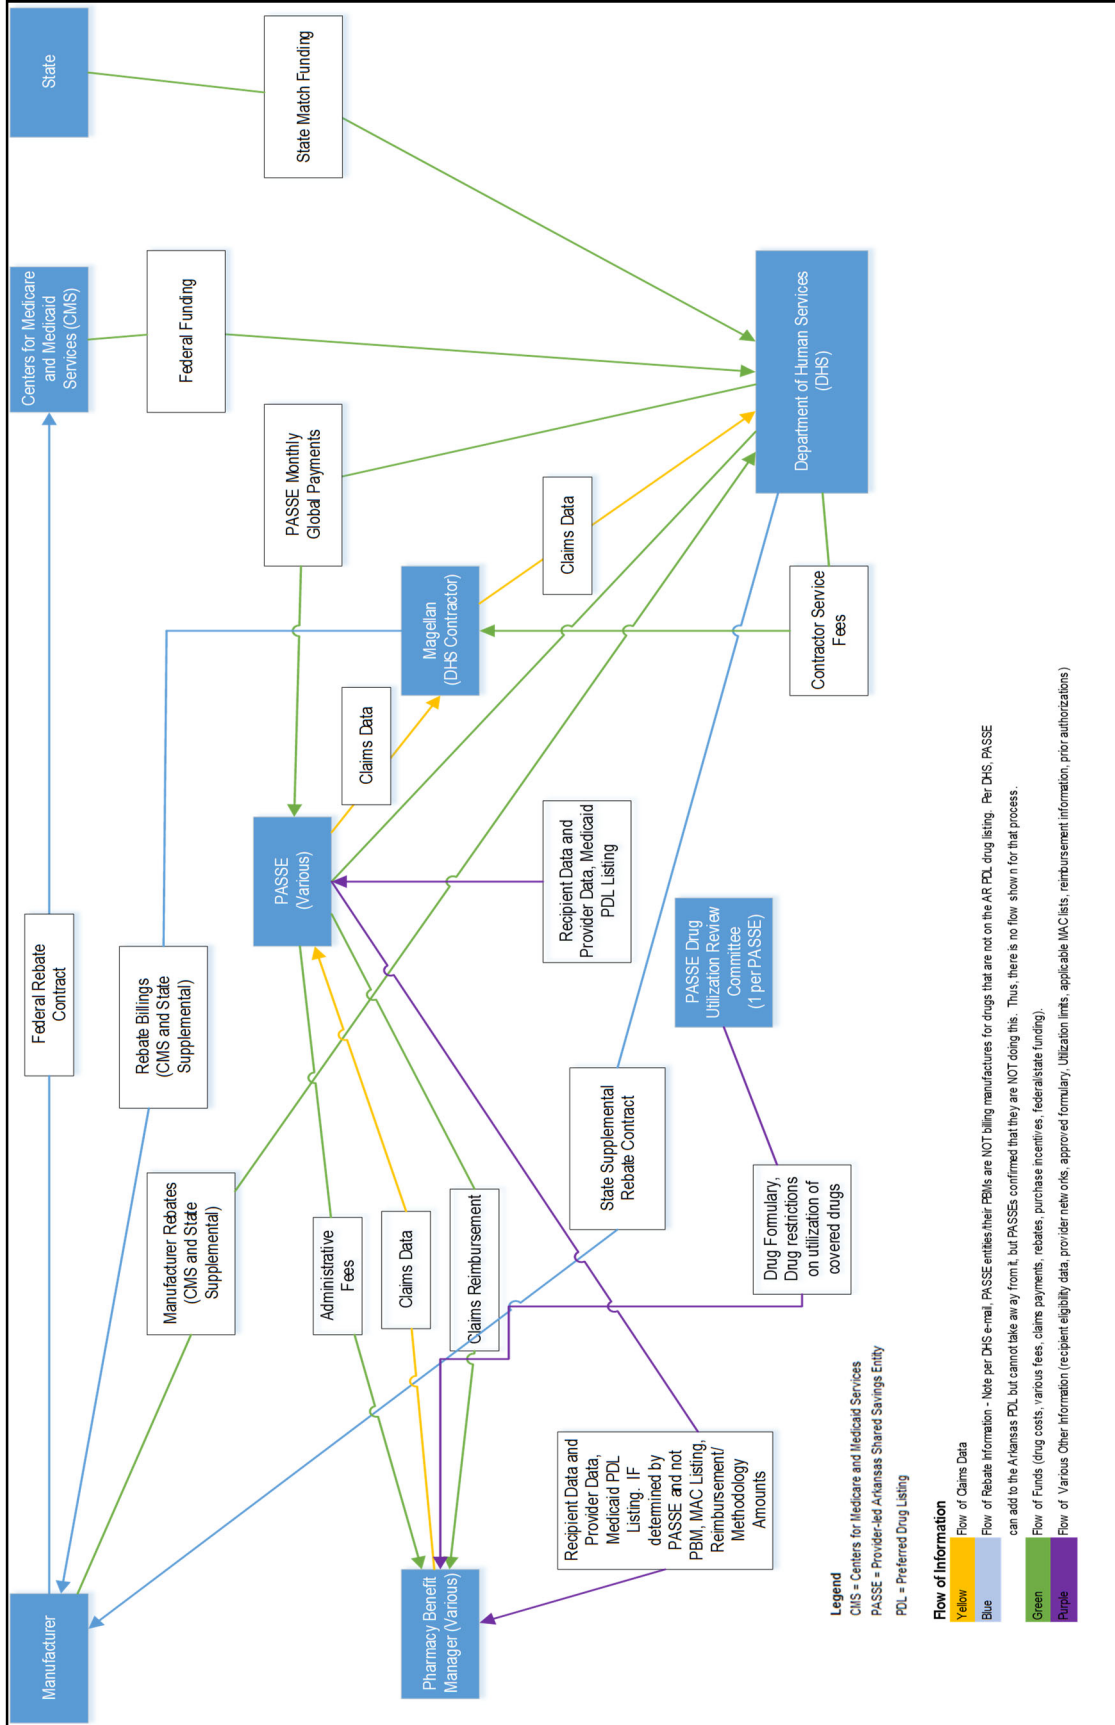 Manufacturer
Federal Rebate
Contract
Centers for Medicare
and Medicaid
Services (CMS)
State
Rebate Billings
(CMS and State
Supplemental)
Federal Funding
Manufacturer Rebates
(CMS and State
Supplemental)
PASSE Monthly
Global Payments
State Match Funding
PASSE
(Various)
Administrative
Fees
Claims Data
Claims Data
Magellan
(DHS Contractor)
Pharmacy Benefit
Manager (Various)
Claims Reimbursement
Recipient Data and
Provider Data, Medicaid
PDL Listing
Claims Data
State Supplemental
Rebate Contract
Recipient Data and
Provider Data,
Medicaid PDL
Listing. IF
determined by
PASSE and not
PBM, MAC Listing,
Reimbursement/
Methodology
Amounts
PASSE Drug
Utilization Review
Committee
(1 per PASSE)
Drug Formulary,
Drug restrictions
on utilization of
covered drugs
Contractor Service
Fees
Department of Human Services
(DHS)
Legend
CMS = Centers for Medicare and Medicaid Services
PASSE = Provider-led Arkansas Shared Savings Entity
PDL = Preferred Drug Listing
Flow of Information
Yellow Flow of Claims Data
Blue Flow of Rebate Information - Note per DHS e-mail, PASSE entities/their PBMs are NOT billing manufactures for drugs that are not on the AR PDL drug listing. Per DHS, PASSE
can add to the Arkansas PDL but cannot take away from it, but PASSEs confirmed that they are NOT doing this. Thus, there is no flow shown for that process.
Green Flow of Funds (drug costs, various fees, claims payments, rebates, purchase incentives, federal/state funding).
Purple Flow of Various Other Information (recipient eligibility data, provider networks, approved formulary, Utilization limits, applicable MAC lists, reimbursement information, prior authorizations)